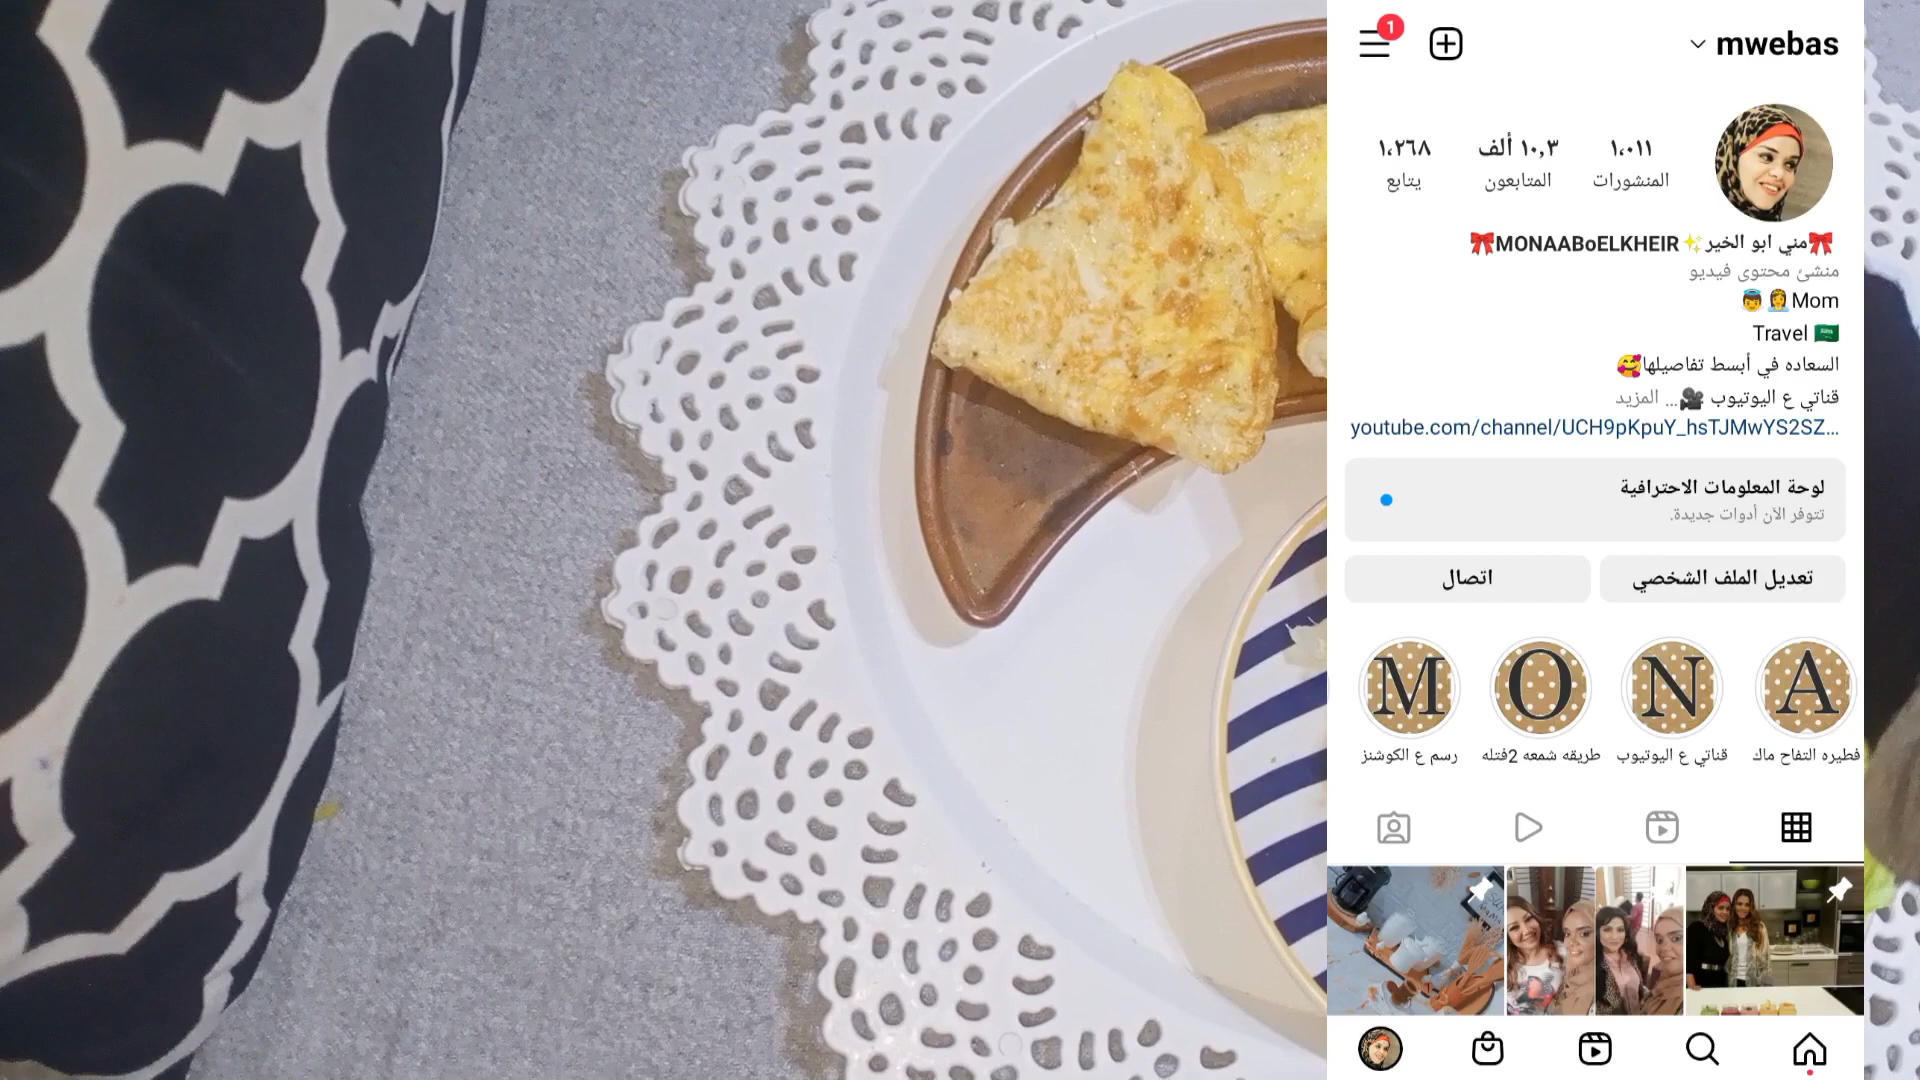 mwebas
1
١٬٠١١
المنشورات
١٠٫٣ ألف
المتابعون
١٬٢٦٨
يتابع
🎀مني ابو الخير✨MONAABoELKHEIR🎀
منشئ محتوى فيديو
Mom👸👼
Travel 🇸🇦
السعاده في أبسط تفاصيلها🥰
قناتي ع اليوتيوب 🎥... المزيد
youtube.com/channel/UCH9pKpuY_hsTJMwYS2SZ...
لوحة المعلومات الاحترافية
تتوفر الآن أدوات جديدة.
تعديل الملف الشخصي
اتصال
M O N A
رسم ع الكوشنز
طريقه شمعه 2فتله
قناتي ع اليوتيوب
فطيره التفاح ماك